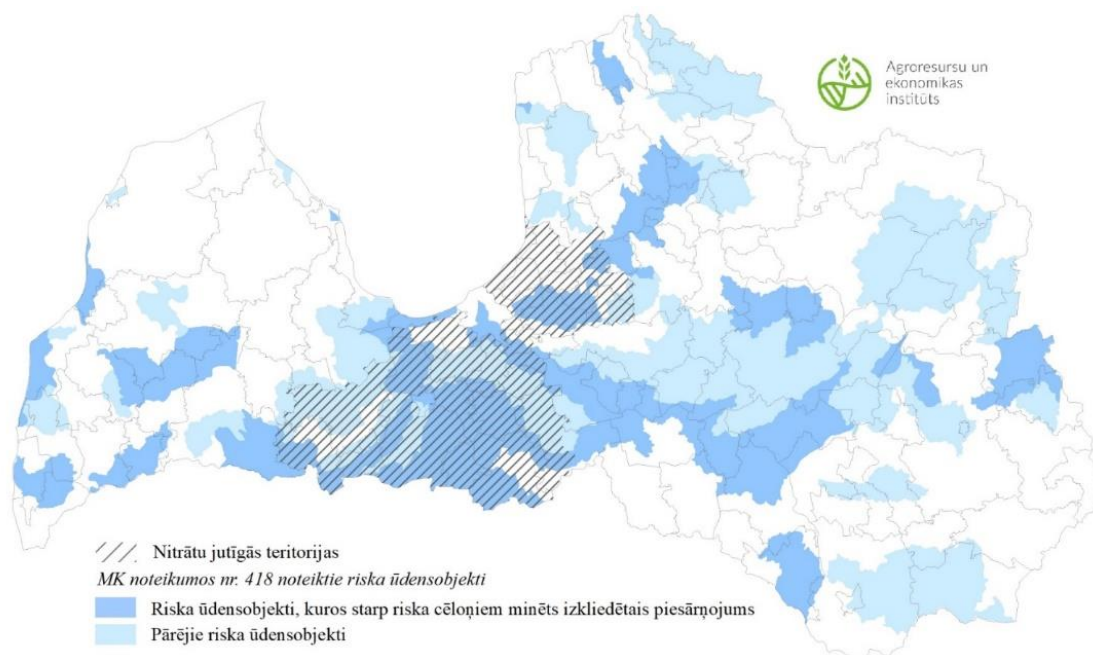 Agroresursu un
ekonomikas
institūts
Nitrātu jutīgās teritorijas
MK noteikumos nr. 418 noteiktie riska ūdensobjekti
Riska ūdensobjekti, kuros starp riska cēloņiem minēts izkliedētais piesārņojums
Pārējie riska ūdensobjekti